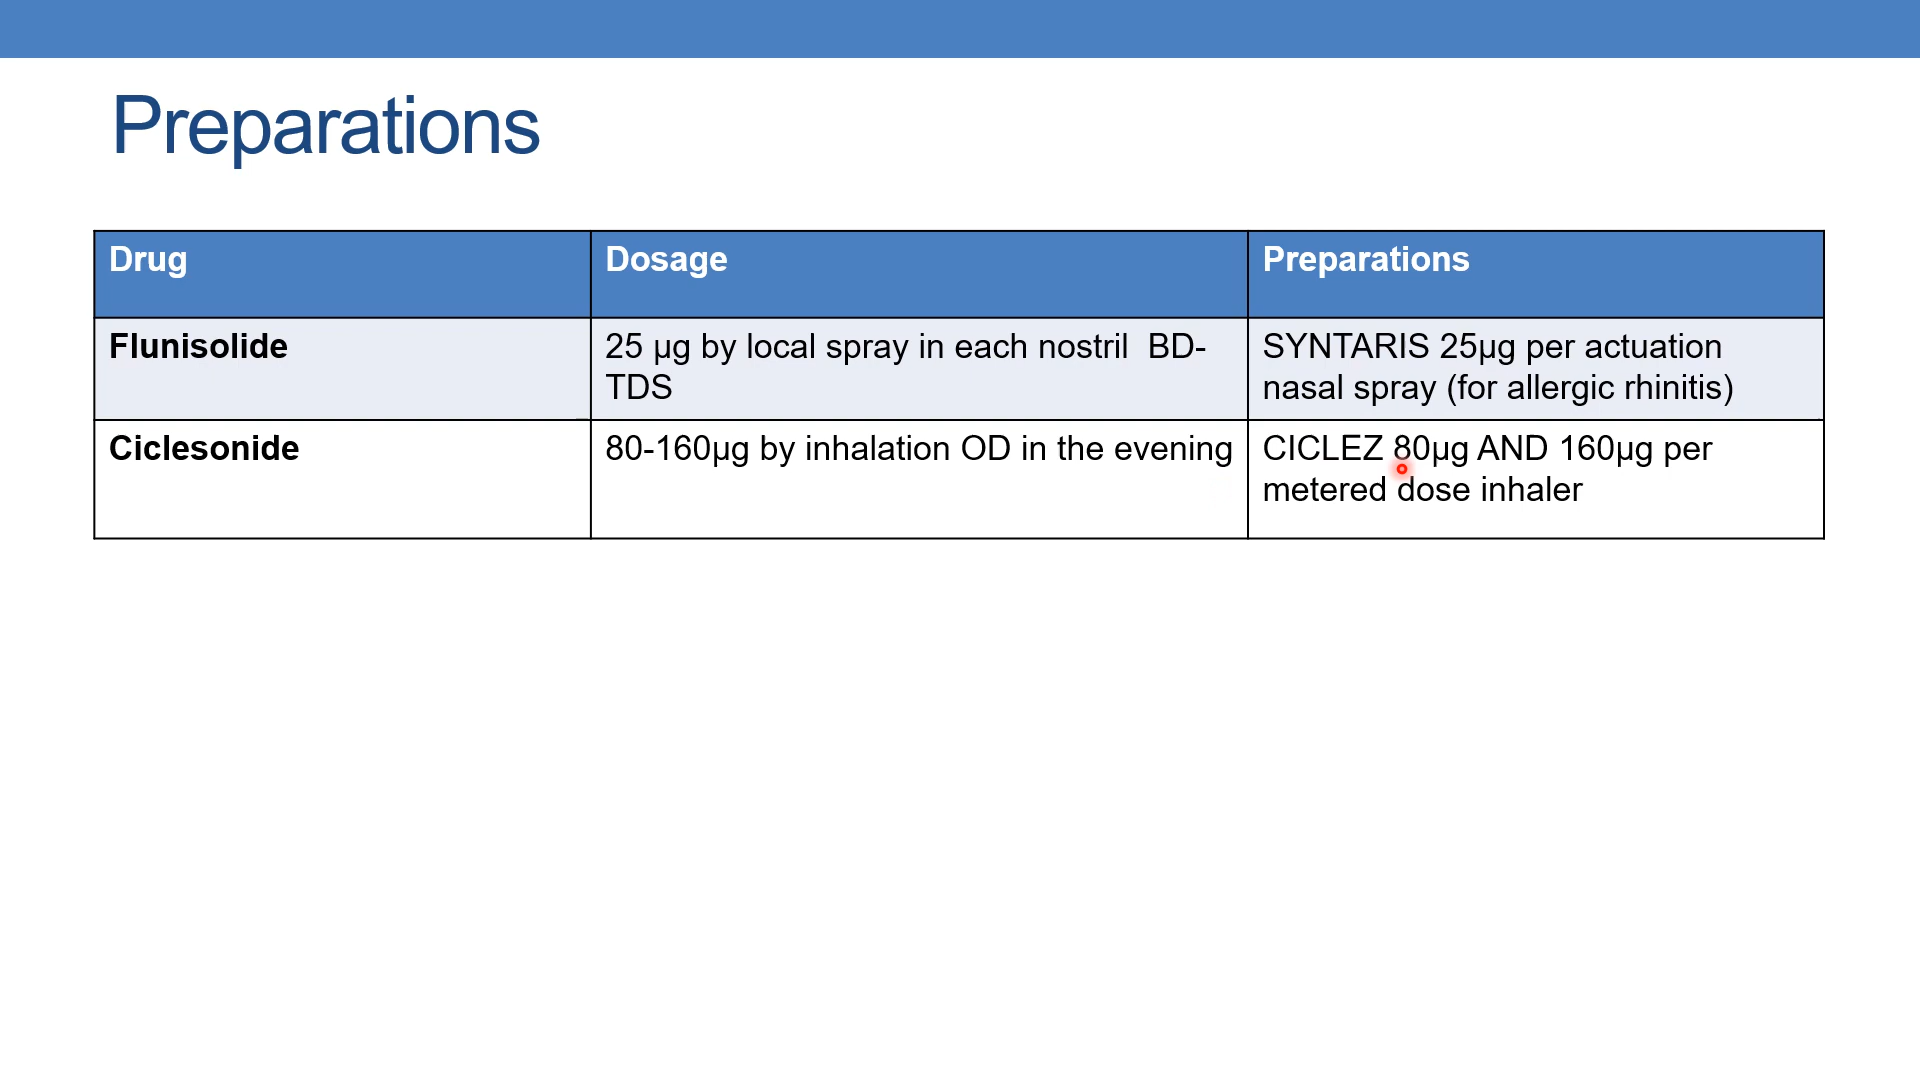 Preparations
Drug
Dosage
Preparations
Flunisolide
25 µg by local spray in each nostril  BD-
TDS
SYNTARIS 25µg per actuation
nasal spray (for allergic rhinitis)
Ciclesonide
80-160µg by inhalation OD in the evening
CICLEZ 80µg AND 160µg per
metered dose inhaler